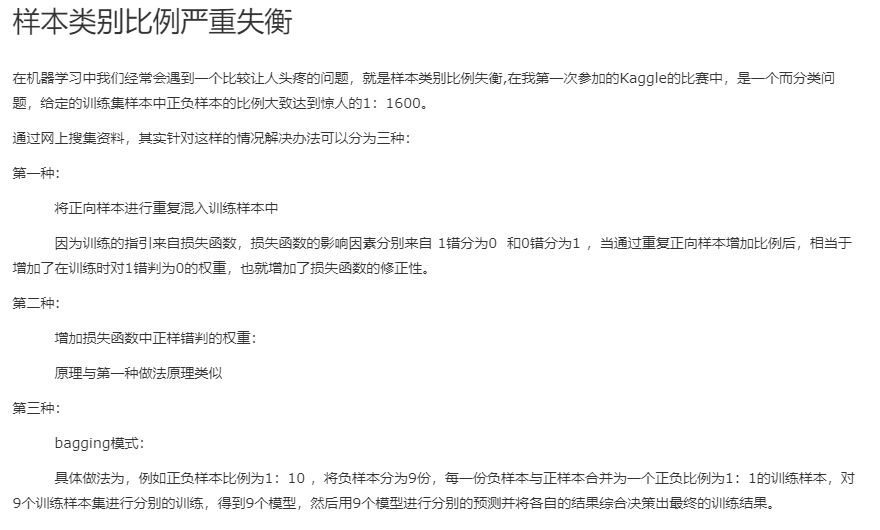 样本类别比例严重失衡
在机器学习中我们经常会遇到一个比较让人头疼的问题，就是样本类别比例失衡,在我第一次参加的Kaggle的比赛中，是一个而分类问
题，给定的训练集样本中正负样本的比例大致达到惊人的1：1600。
通过网上搜集资料，其实针对这样的情况解决办法可以分为三种：
第一种：
将正向样本进行重复混入训练样本中
因为训练的指引来自损失函数，损失函数的影响因素分别来自 1错分为0 和0错分为1 ，当通过重复正向样本增加比例后，相当于
增加了在训练时对1错判为0的权重，也就增加了损失函数的修正性。
第二种：
增加损失函数中正样错判的权重：
原理与第一种做法原理类似
第三种：
bagging模式：
具体做法为，例如正负样本比例为1：10 ，将负样本分为9份，每一份负样本与正样本合并为一个正负比例为1：1的训练样本，对
9个训练样本集进行分别的训练，得到9个模型，然后用9个模型进行分别的预测并将各自的结果综合决策出最终的训练结果。